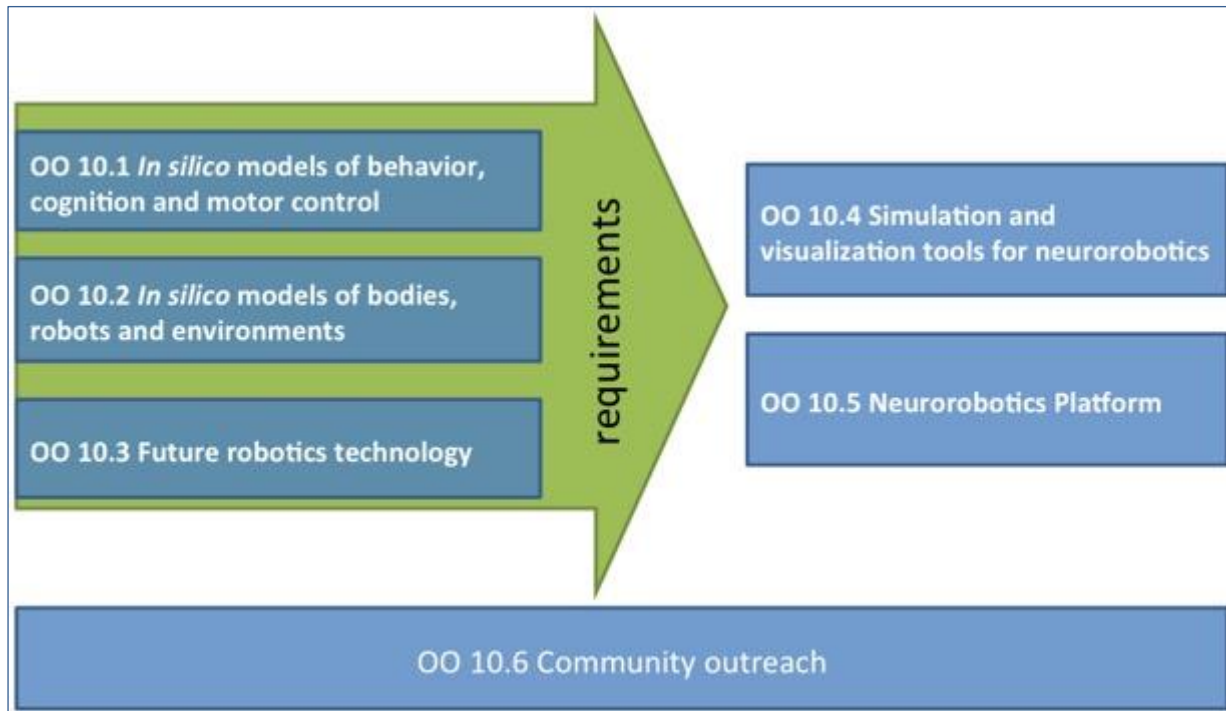 OO 10.1 In silico models of behavior,
cognition and motor control
OO 10.2 In silico models of bodies,
robots and environments
OO 10.3 Future robotics technology
requirements
OO 10.4 Simulation and
visualization tools for neurorobotics
OO 10.5 Neurorobotics Platform
OO 10.6 Community outreach